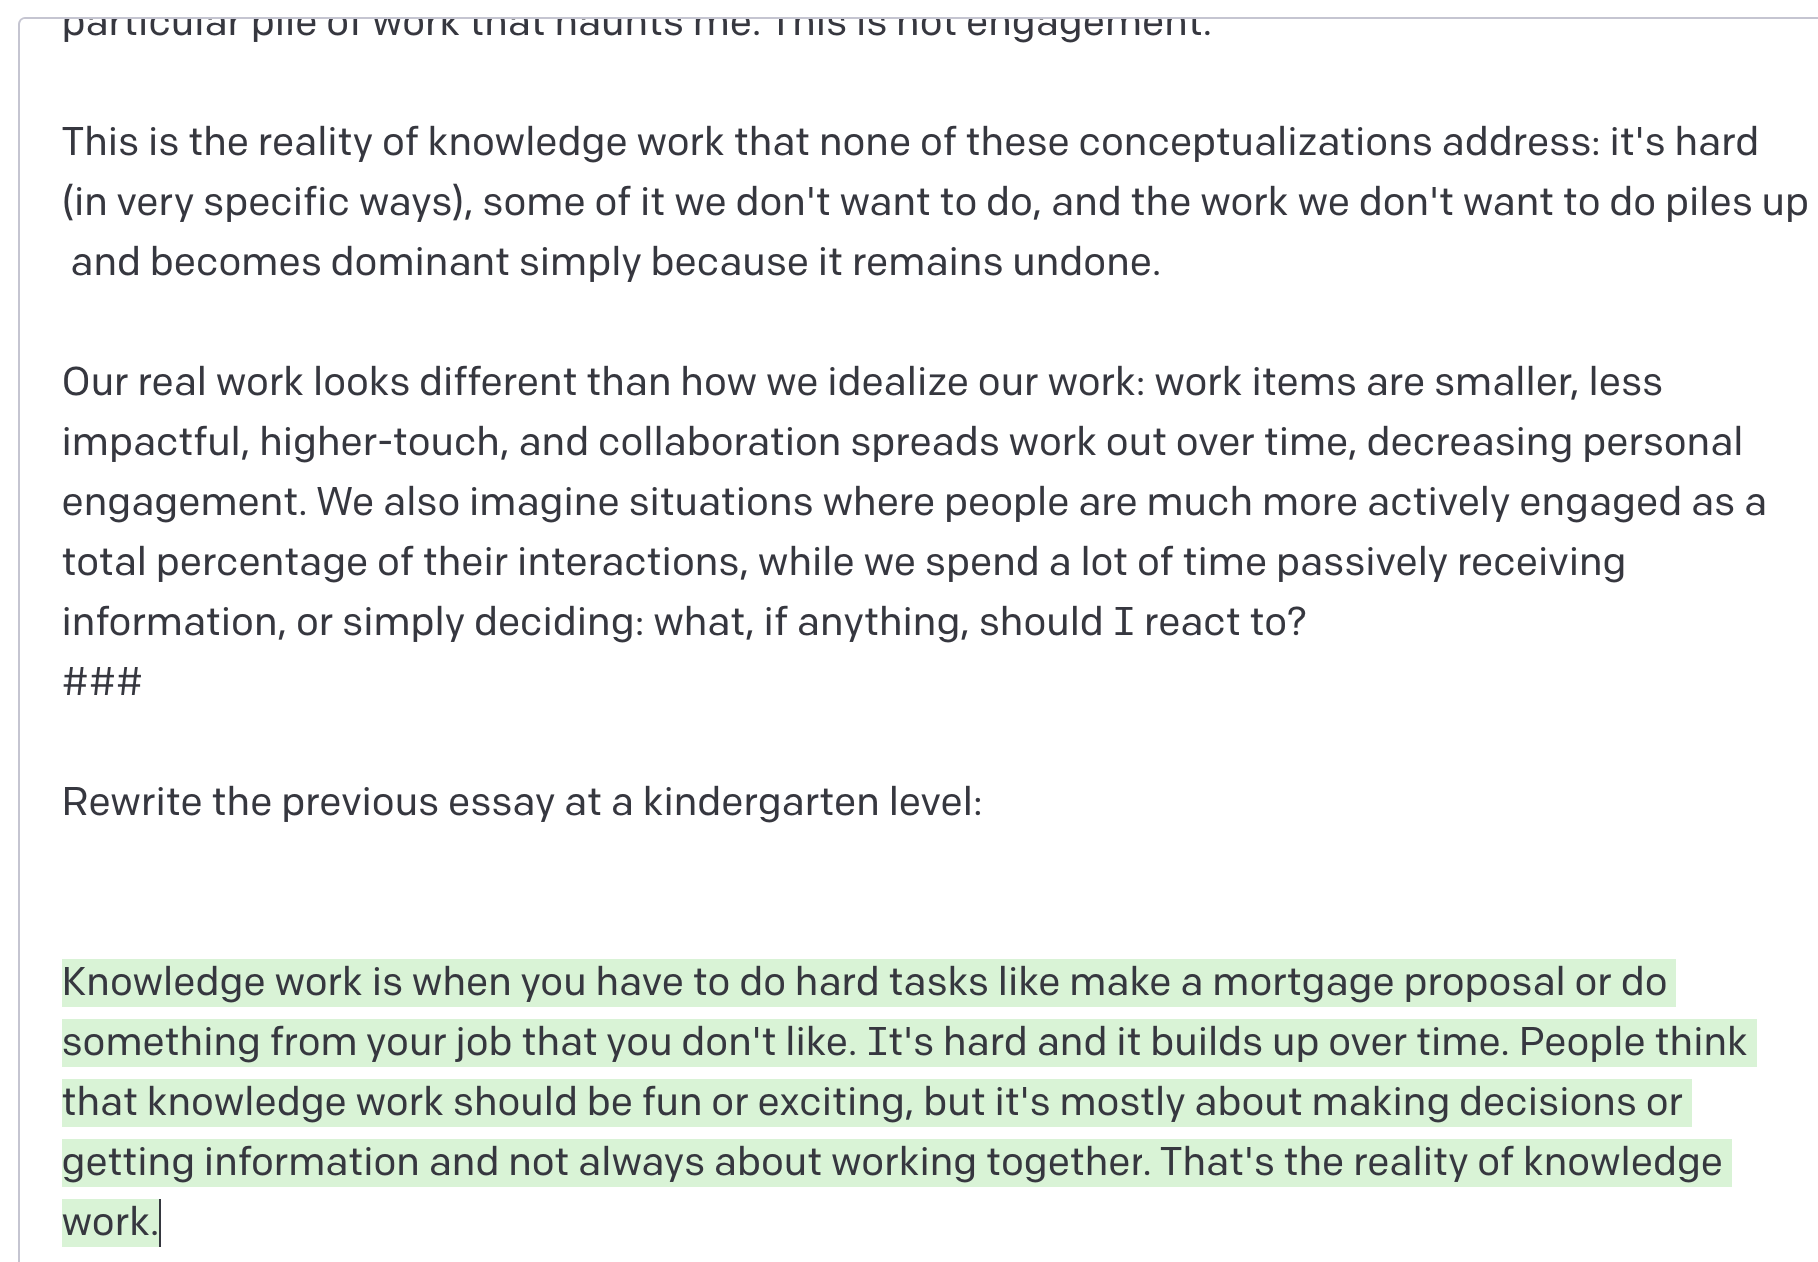 particular pile of work that haunts me. This is not engagement.
This is the reality of knowledge work that none of these conceptualizations address: it's hard
(in very specific ways), some of it we don't want to do, and the work we don't want to do piles up
and becomes dominant simply because it remains undone.
Our real work looks different than how we idealize our work: work items are smaller, less
impactful, higher-touch, and collaboration spreads work out over time, decreasing personal
engagement. We also imagine situations where people are much more actively engaged as a
total percentage of their interactions, while we spend a lot of time passively receiving
information, or simply deciding: what, if anything, should I react to?
###
Rewrite the previous essay at a kindergarten level:
Knowledge work is when you have to do hard tasks like make a mortgage proposal or do
something from your job that you don't like. It's hard and it builds up over time. People think
that knowledge work should be fun or exciting, but it's mostly about making decisions or
getting information and not always about working together. That's the reality of knowledge
work.